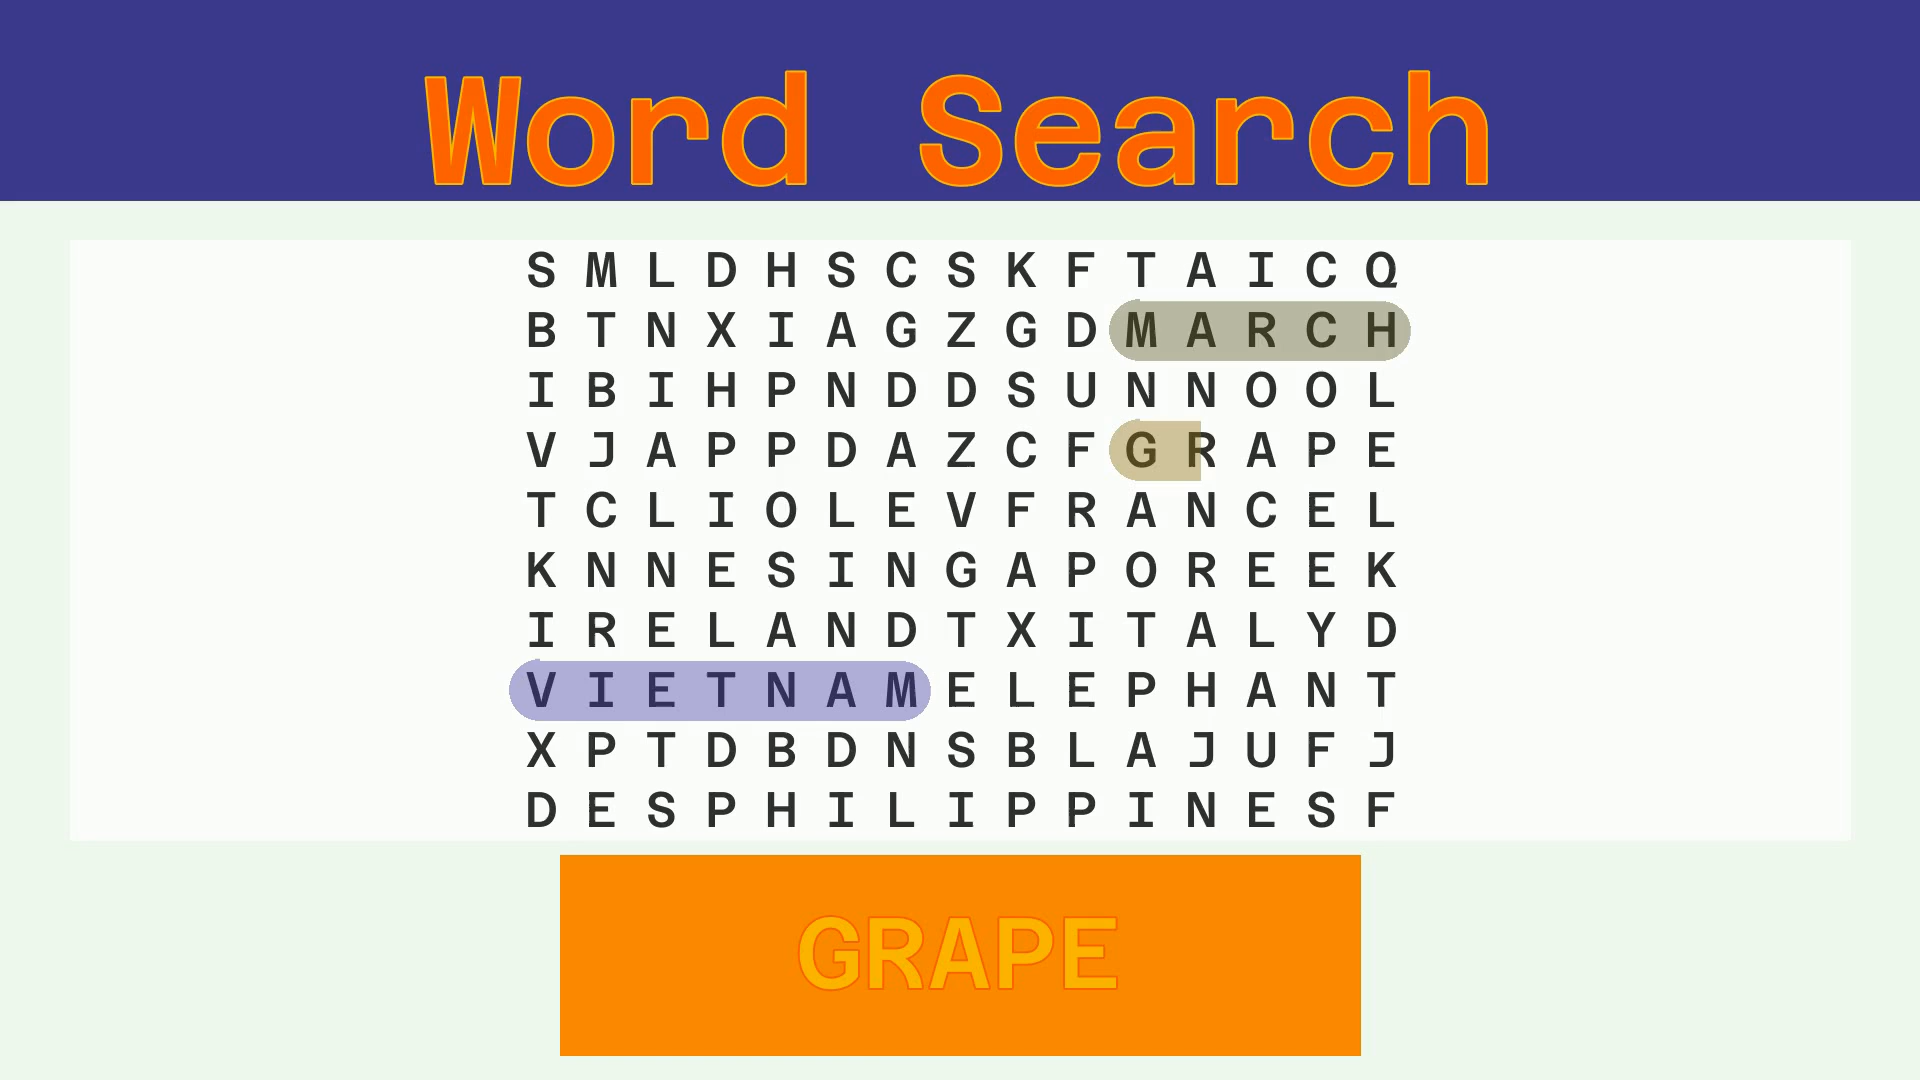 Word Search
S M L D H S C S K F T A I C Q
B T N X I A G Z G D M A R C H
I B I H P N D D S U N N O O L
V J A P P D A Z C F G R A P E
T C L I O L E V F R A N C E L
K N N E S I N G A P O R E E K
I R E L A N D T X I T A L Y D
V I E T N A M E L E P H A N T
X P T D B D N S B L A J U F J
D E S P H I L I P P I N E S F
GRAPE